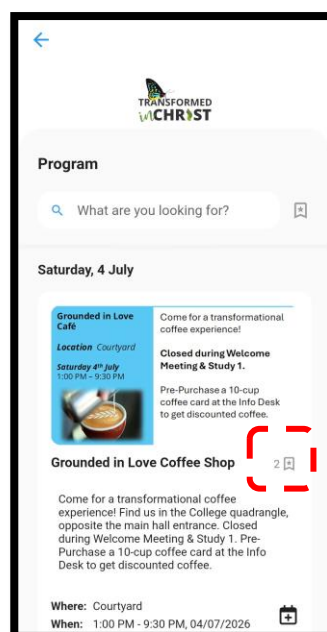 TRANSFORMED
inCHRIST
Program
What are you looking for?
Saturday, 4 July
Grounded in Love
Café
Location Courtyard
Saturday 4th July
1:00 PM – 9:30 PM
Come for a transformational
coffee experience!
Closed during Welcome
Meeting & Study 1.
Pre-Purchase a 10-cup
coffee card at the Info Desk
to get discounted coffee.
Grounded in Love Coffee Shop 2
Come for a transformational coffee
experience! Find us in the College quadrangle,
opposite the main hall entrance. Closed
during Welcome Meeting & Study 1. Pre-
Purchase a 10-cup coffee card at the Info
Desk to get discounted coffee.
Where: Courtyard
When: 1:00 PM - 9:30 PM, 04/07/2026